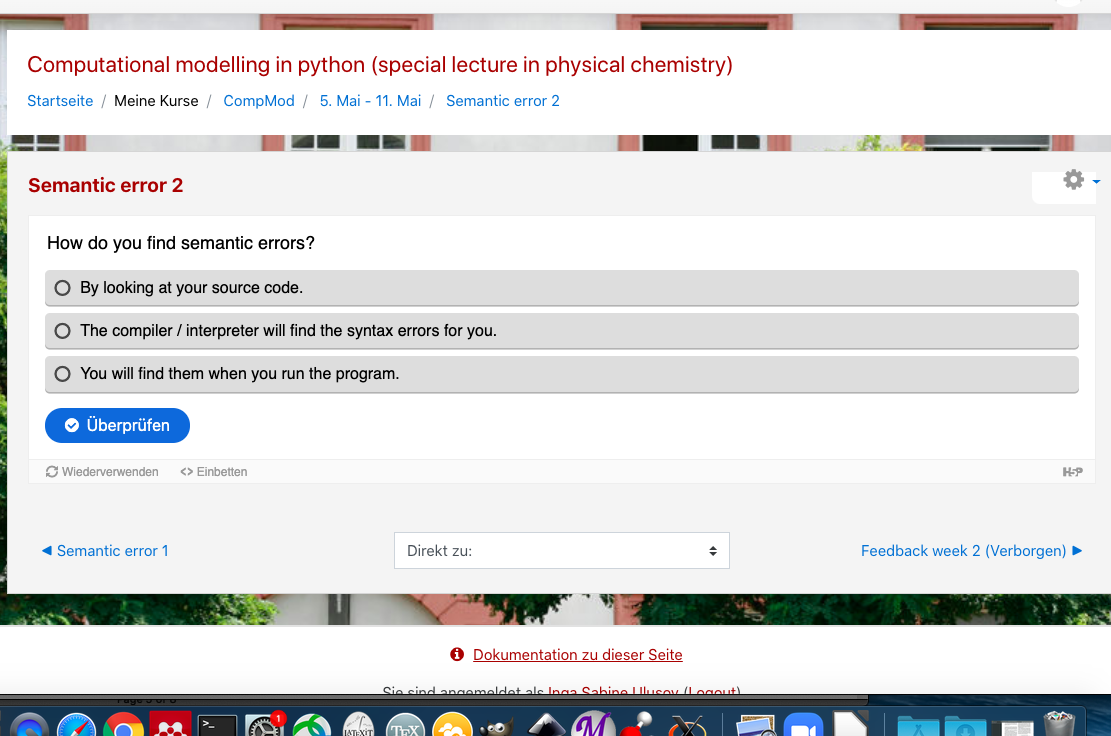 Computational modelling in python (special lecture in physical chemistry)
Startseite / Meine Kurse / CompMod / 5. Mai - 11. Mai / Semantic error 2
Semantic error 2
How do you find semantic errors?
By looking at your source code.
The compiler / interpreter will find the syntax errors for you.
You will find them when you run the program.
Überprüfen
Wiederverwenden <> Einbetten H5P
◄ Semantic error 1 Direkt zu: Feedback week 2 (Verborgen) ►
Dokumentation zu dieser Seite
Sie sind angemeldet als Inga Sabine Ulusoy (Logout)
>_ 1 LATEXiT TEX M X